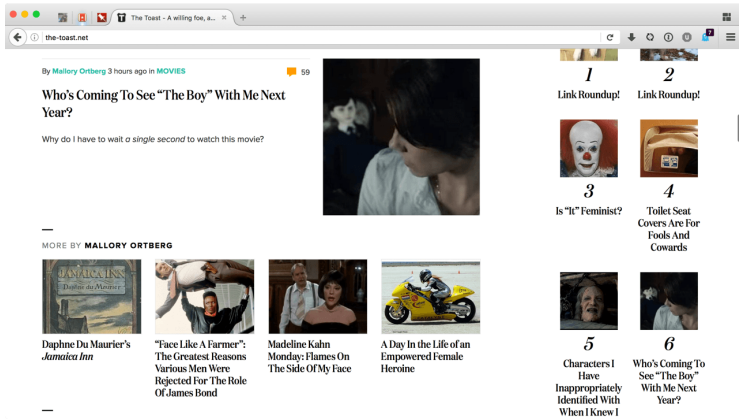 The Toast - A willing foe, a...
the-toast.net
7
By Mallory Ortberg 3 hours ago in MOVIES
59
Who's Coming To See “The Boy” With Me Next
Year?
Why do I have to wait a single second to watch this movie?
MORE BY MALLORY ORTBERG
JAMAICA INN
Daphne du Maurier
Daphne Du Maurier's
Jamaica Inn
“Face Like A Farmer”:
The Greatest Reasons
Various Men Were
Rejected For The Role
Of James Bond
Madeline Kahn
Monday: Flames On
The Side Of My Face
A Day In the Life of an
Empowered Female
Heroine
1
Link Roundup!
2
Link Roundup!
3
Is “It” Feminist?
4
Toilet Seat
Covers Are For
Fools And
Cowards
5
Characters I
Have
Inappropriately
Identified With
When I Knew I
6
Who's Coming To
See “The Boy”
With Me Next
Year?